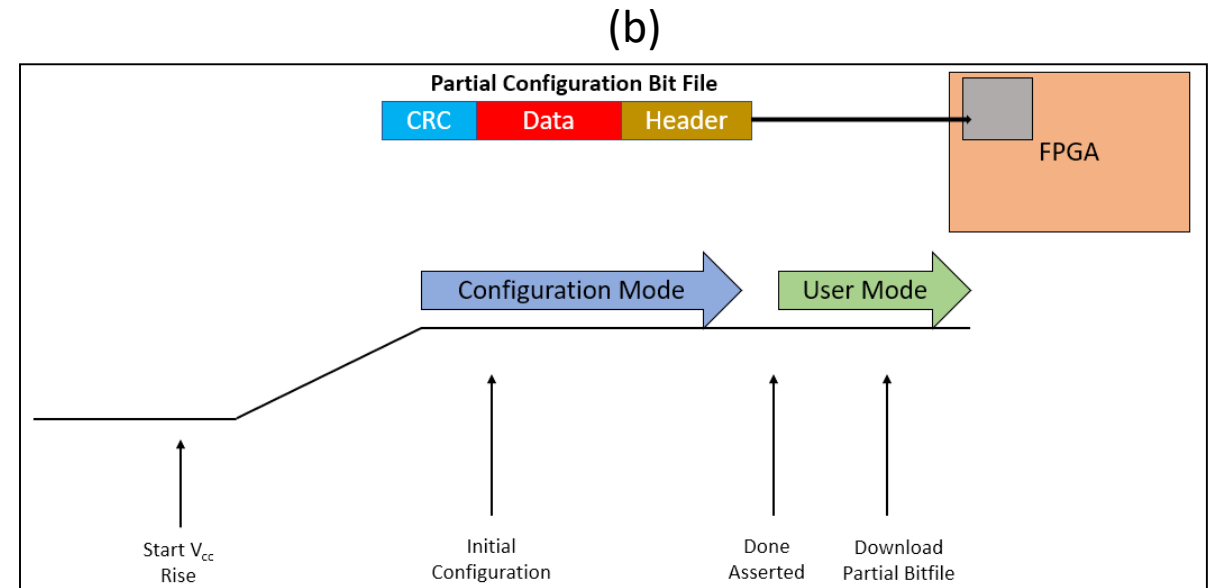 (b)
Partial Configuration Bit File
CRC Data Header
FPGA
Configuration Mode User Mode
Start Vcc
Rise
Initial
Configuration
Done
Asserted
Download
Partial Bitfile